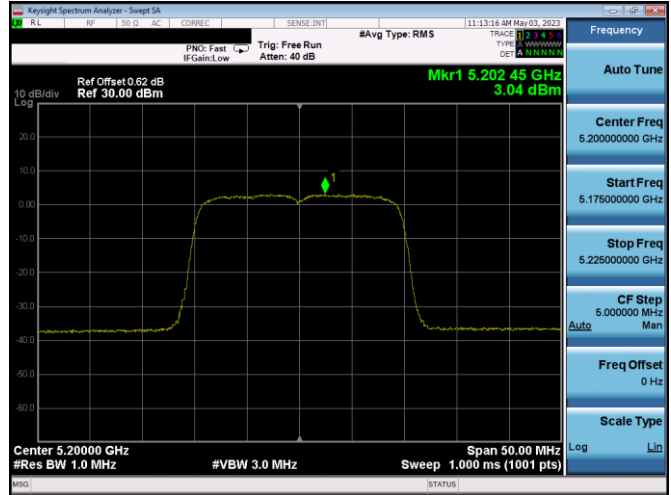 Keysight Spectrum Analyzer - Swept SA
RL RF 50 Ω AC CORREC SENSE:INT 11:13:16 AM May 03, 2023
#Avg Type: RMS
TRACE 1 2 3 4 5 6
TYPE A WWWWW
DET A N N N N N
PNO: Fast
IFGain:Low
Trig: Free Run
Atten: 40 dB
Mkr1 5.202 45 GHz
3.04 dBm
Ref Offset 0.62 dB
10 dB/div Ref 30.00 dBm
Log
20.0
10.0
1
0.00
-10.0
-20.0
-30.0
-40.0
-50.0
-60.0
Center 5.20000 GHz Span 50.00 MHz
#Res BW 1.0 MHz #VBW 3.0 MHz Sweep 1.000 ms (1001 pts)
MSG STATUS
Frequency
Auto Tune
Center Freq
5.200000000 GHz
Start Freq
5.175000000 GHz
Stop Freq
5.225000000 GHz
CF Step
5.000000 MHz
Auto Man
Freq Offset
0 Hz
Scale Type
Log Lin